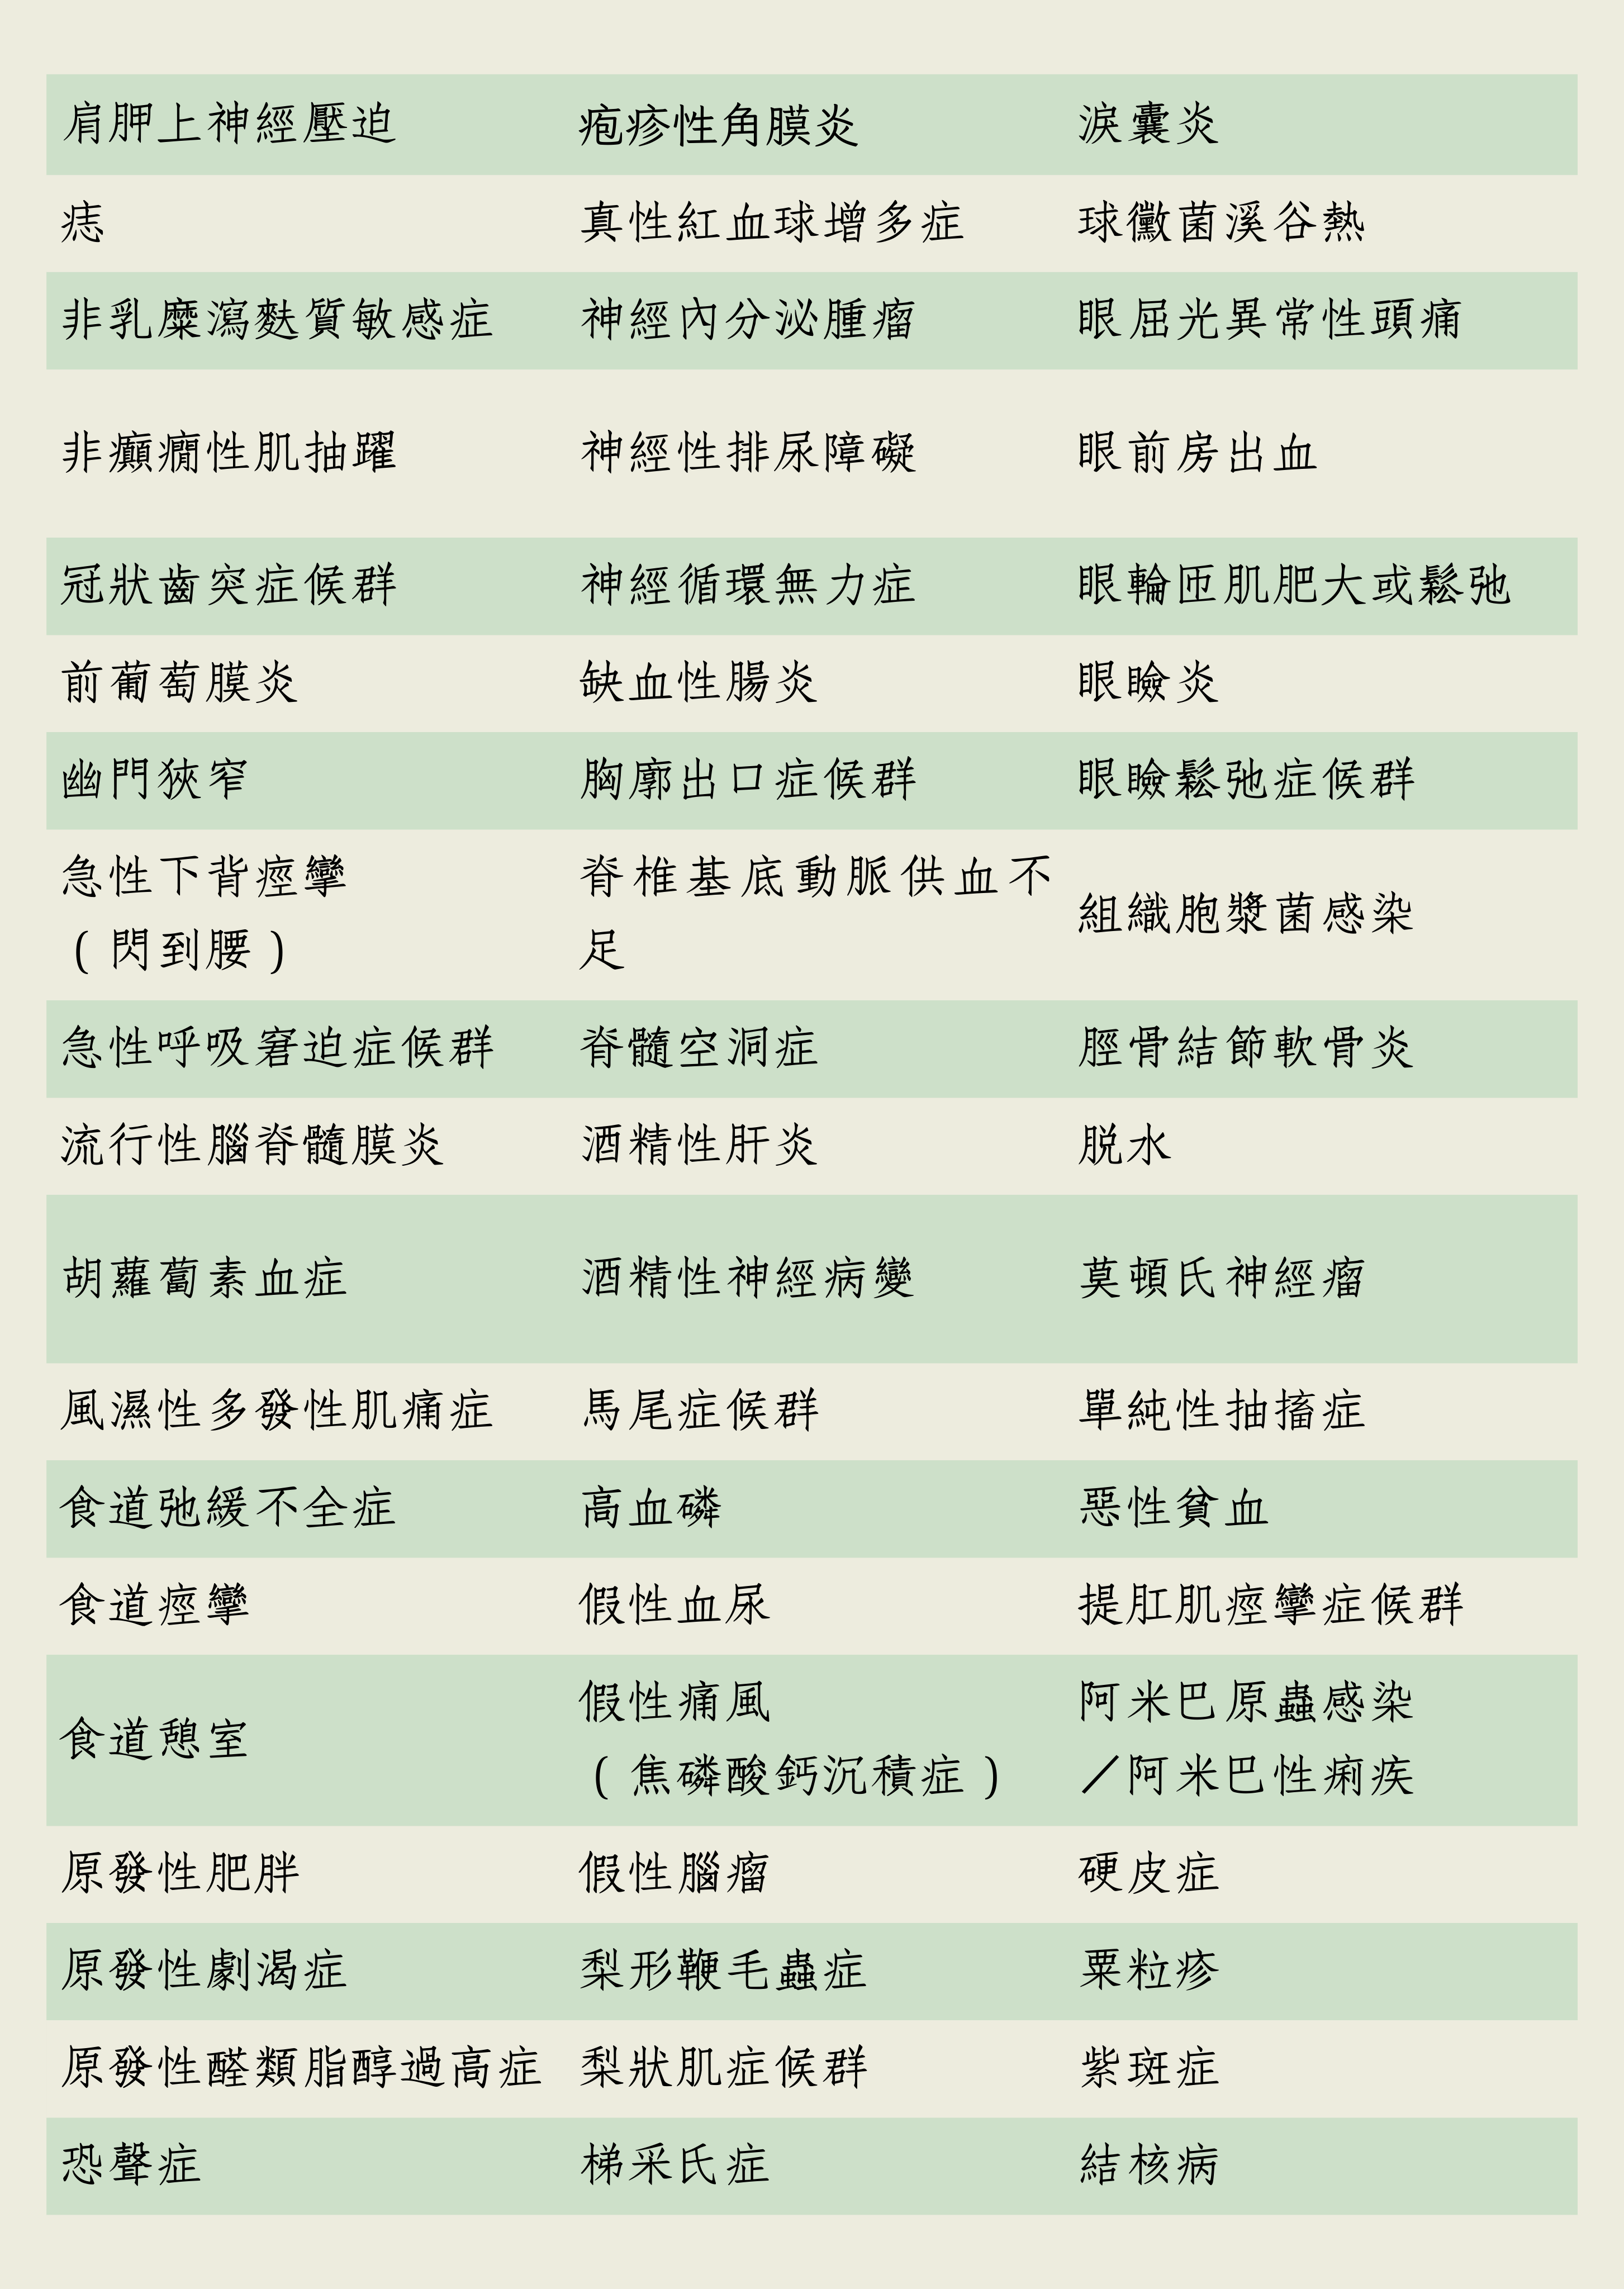 肩胛上神經壓迫 疱疹性角膜炎 淚囊炎
痣 真性紅血球增多症 球黴菌溪谷熱
非乳糜瀉麩質敏感症 神經內分泌腫瘤 眼屈光異常性頭痛
非癲癇性肌抽躍 神經性排尿障礙 眼前房出血
冠狀齒突症候群 神經循環無力症 眼輪匝肌肥大或鬆弛
前葡萄膜炎 缺血性腸炎 眼瞼炎
幽門狹窄 胸廓出口症候群 眼瞼鬆弛症候群
急性下背痙攣
(閃到腰)
脊椎基底動脈供血不
足
組織胞漿菌感染
急性呼吸窘迫症候群 脊髓空洞症 脛骨結節軟骨炎
流行性腦脊髓膜炎 酒精性肝炎 脫水
胡蘿蔔素血症 酒精性神經病變 莫頓氏神經瘤
風濕性多發性肌痛症 馬尾症候群 單純性抽搐症
食道弛緩不全症 高血磷 惡性貧血
食道痙攣 假性血尿 提肛肌痙攣症候群
食道憩室
假性痛風
(焦磷酸鈣沉積症)
阿米巴原蟲感染
/阿米巴性痢疾
原發性肥胖 假性腦瘤 硬皮症
原發性劇渴症 梨形鞭毛蟲症 粟粒疹
原發性醛類脂醇過高症 梨狀肌症候群 紫斑症
恐聲症 梯采氏症 結核病